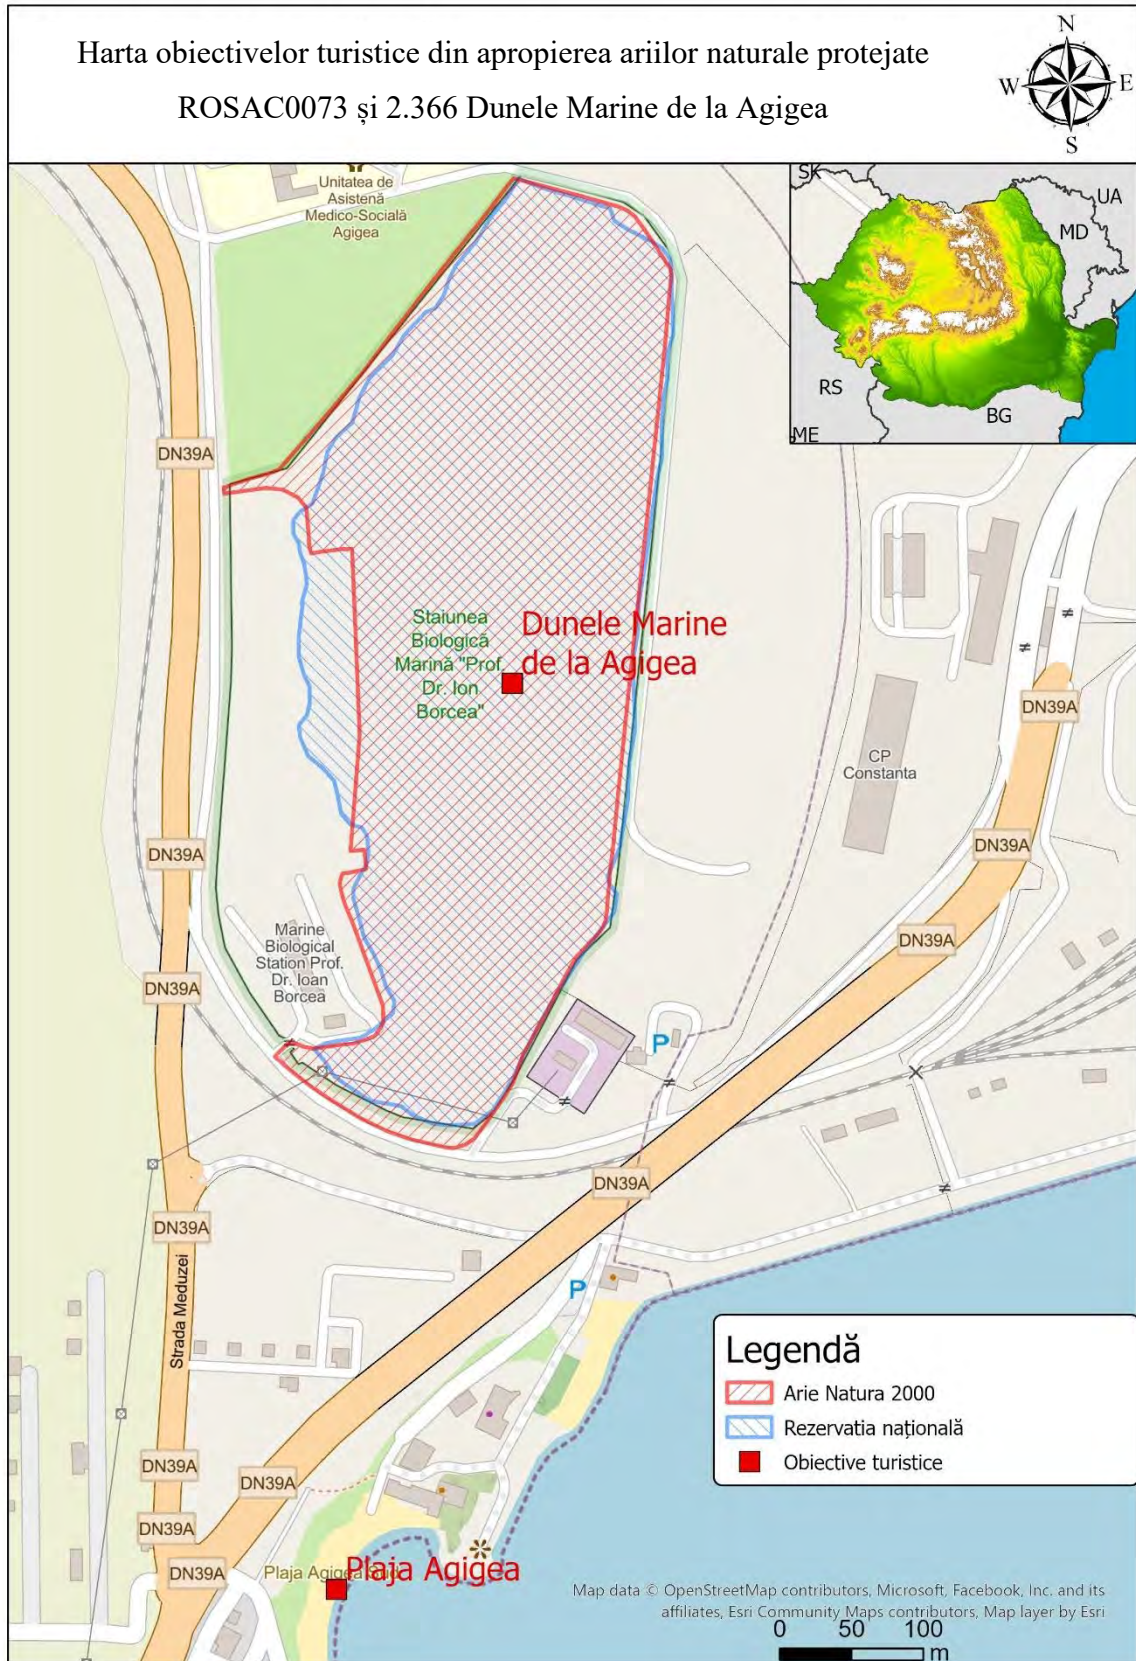 Harta obiectivelor turistice din apropierea ariilor naturale protejate
ROSAC0073 și 2.366 Dunele Marine de la Agigea
N
W
E
S
Unitatea de
Asistenă
Medico-Socială
Agigea
SK
UA
MD
RS
BG
ME
DN39A
Staiunea
Biologică
Marină "Prof.
Dr. Ion
Borcea"
Dunele Marine
de la Agigea
DN39A
CP
Constanta
DN39A
DN39A
DN39A
Marine
Biological
Station Prof.
Dr. Ioan
Borcea
DN39A
P
DN39A
DN39A
Strada Meduzei
P
Legendă
Arie Natura 2000
Rezervatia națională
Obiective turistice
DN39A
DN39A
DN39A
DN39A
Plaja Agigea Sud
Plaja Agigea
Map data © OpenStreetMap contributors, Microsoft, Facebook, Inc. and its
affiliates, Esri Community Maps contributors, Map layer by Esri
0 50 100
m